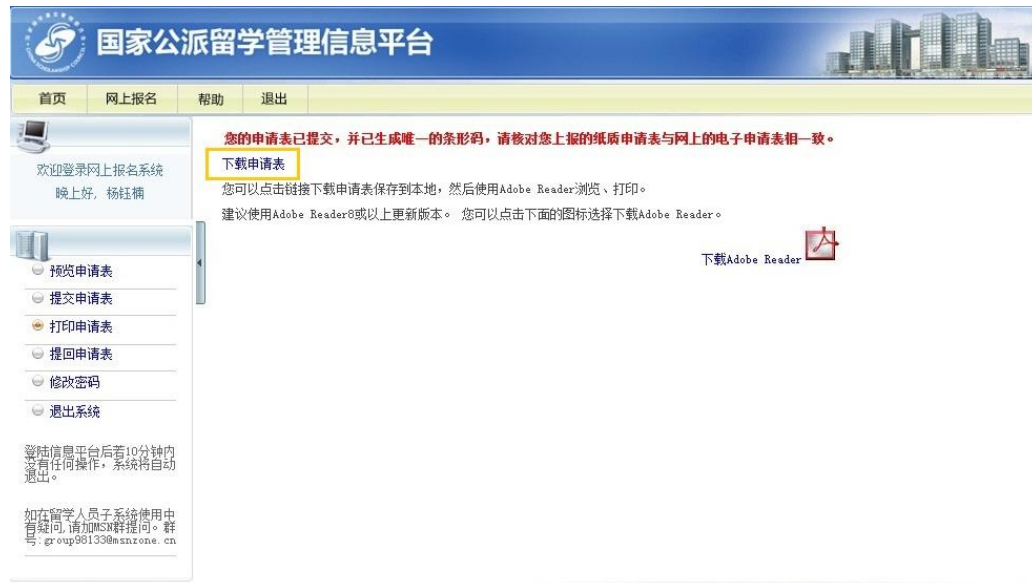 国家公派留学管理信息平台
首页 网上报名 帮助 退出
欢迎登录网上报名系统
晚上好, 杨钰楠
您的申请表已提交，并已生成唯一的条形码，请核对您上报的纸质申请表与网上的电子申请表相一致。
下载申请表
您可以点击链接下载申请表保存到本地，然后使用Adobe Reader浏览、打印。
建议使用Adobe Reader8或以上更新版本。 您可以点击下面的图标选择下载Adobe Reader。
下载Adobe Reader
预览申请表
提交申请表
打印申请表
提回申请表
修改密码
退出系统
登陆信息平台后若10分钟内
没有任何操作，系统将自动
退出。
如在留学人员子系统使用中
有疑问,请加MSN群提问。群
号:group98133@msnzone.cn